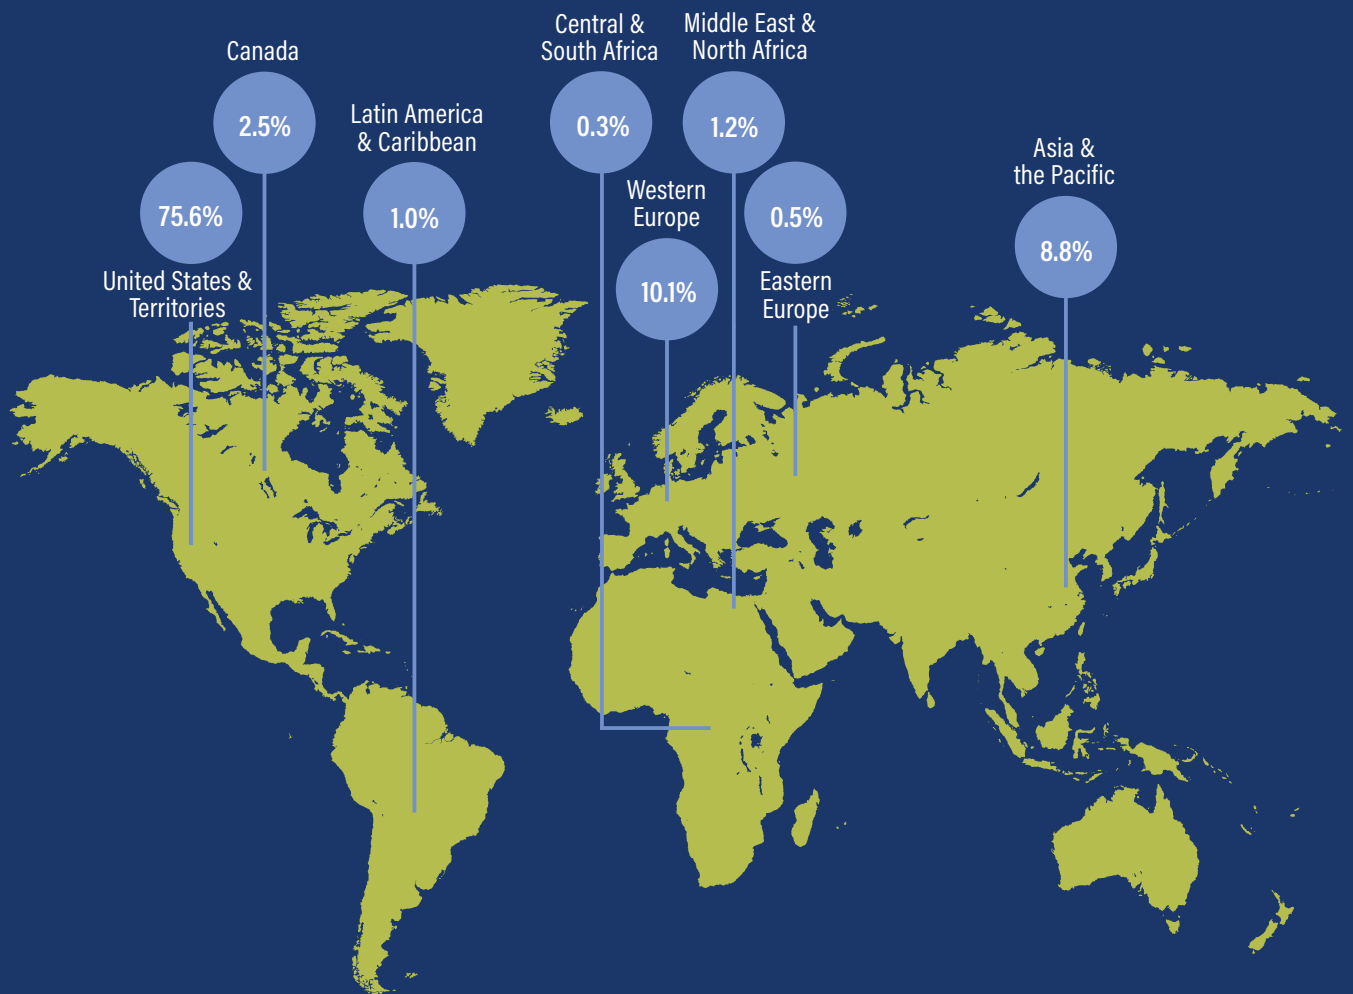 Canada
2.5%
75.6%
United States &
Territories
Latin America
& Caribbean
1.0%
Central &
South Africa
0.3%
Western
Europe
10.1%
Middle East &
North Africa
1.2%
0.5%
Eastern
Europe
Asia &
the Pacific
8.8%